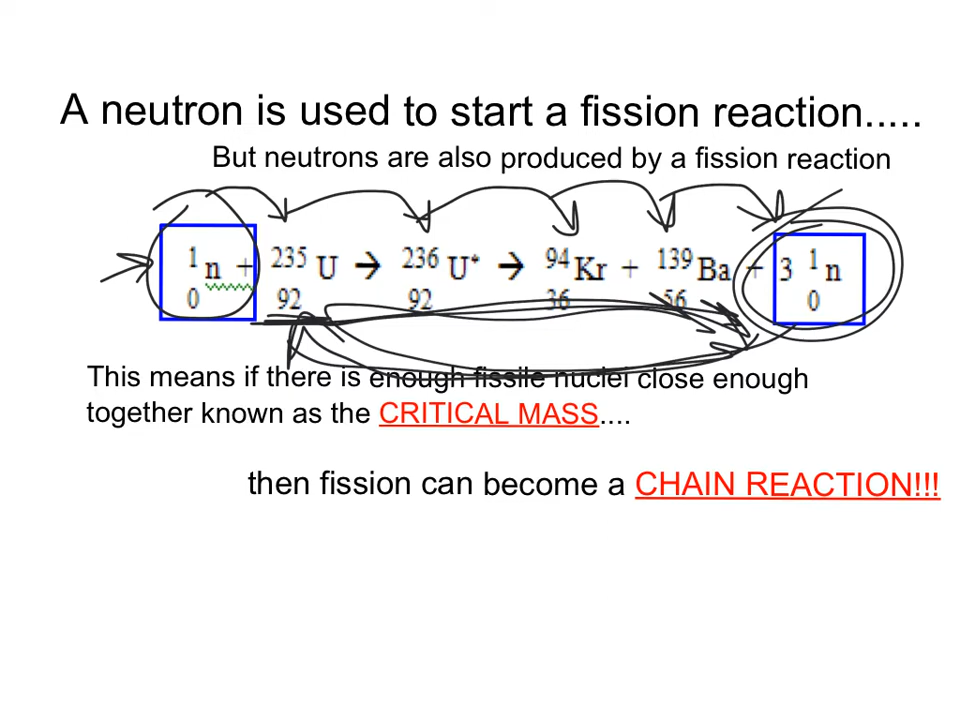 A neutron is used to start a fission reaction.....
But neutrons are also produced by a fission reaction
1 0 n + 235 92 U → 236 92 U* → 94 36 Kr + 139 56 Ba + 3 1 0 n
This means if there is enough fissile nuclei close enough
together known as the CRITICAL MASS....
then fission can become a CHAIN REACTION!!!